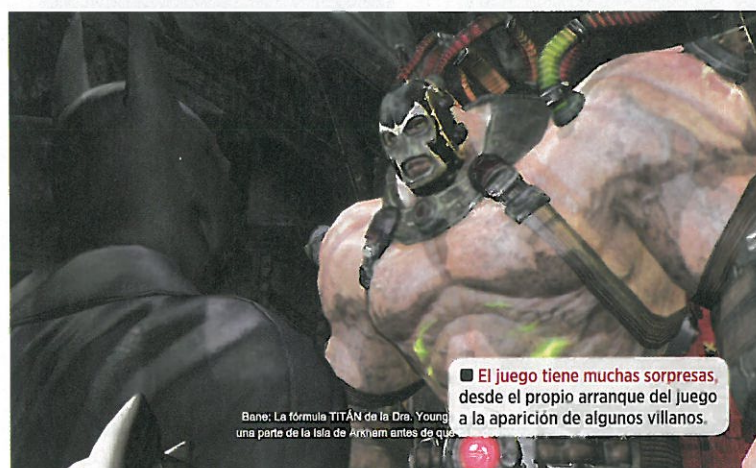 Bane: La fórmula TITÁN de la Dra. Young
una parte de la Isla de Arkham antes de que
■ El juego tiene muchas sorpresas,
desde el propio arranque del juego
a la aparición de algunos villanos.